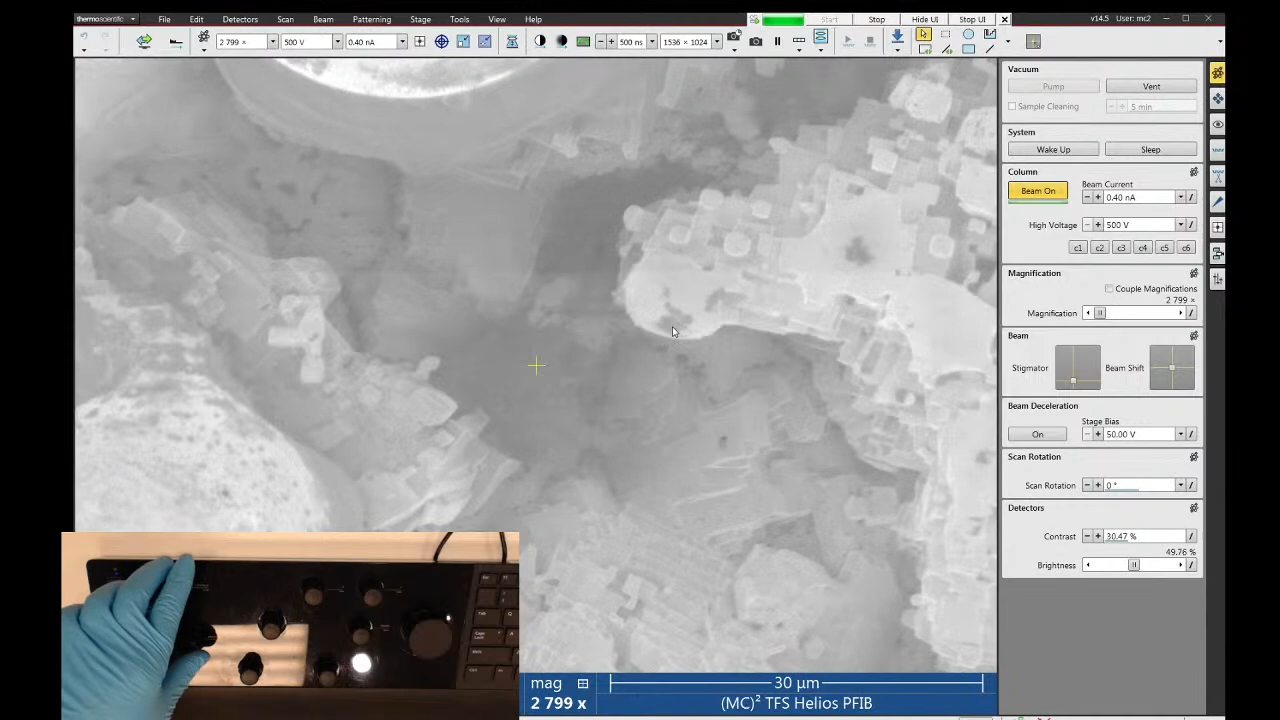 thermoscientific File Edit Detectors Scan Beam Patterning Stage Tools View Help Start Stop Hide UI Stop UI v14.5 User: mc2
2 799 x 500 V 0.40 nA 500 ns 1536 × 1024
Vacuum
Pump Vent
Sample Cleaning 5 min
System
Wake Up Sleep
Column
Beam On Beam Current
0.40 nA
High Voltage 500 V
c1 c2 c3 c4 c5 c6
Magnification
Couple Magnifications
2 799 ×
Magnification
Beam
Stigmator Beam Shift
Beam Deceleration
On Stage Bias
50.00 V
Scan Rotation
Scan Rotation 0 °
Detectors
Contrast 30.47 %
49.76 %
Brightness
mag 30 µm
2 799 x (MC)² TFS Helios PFIB